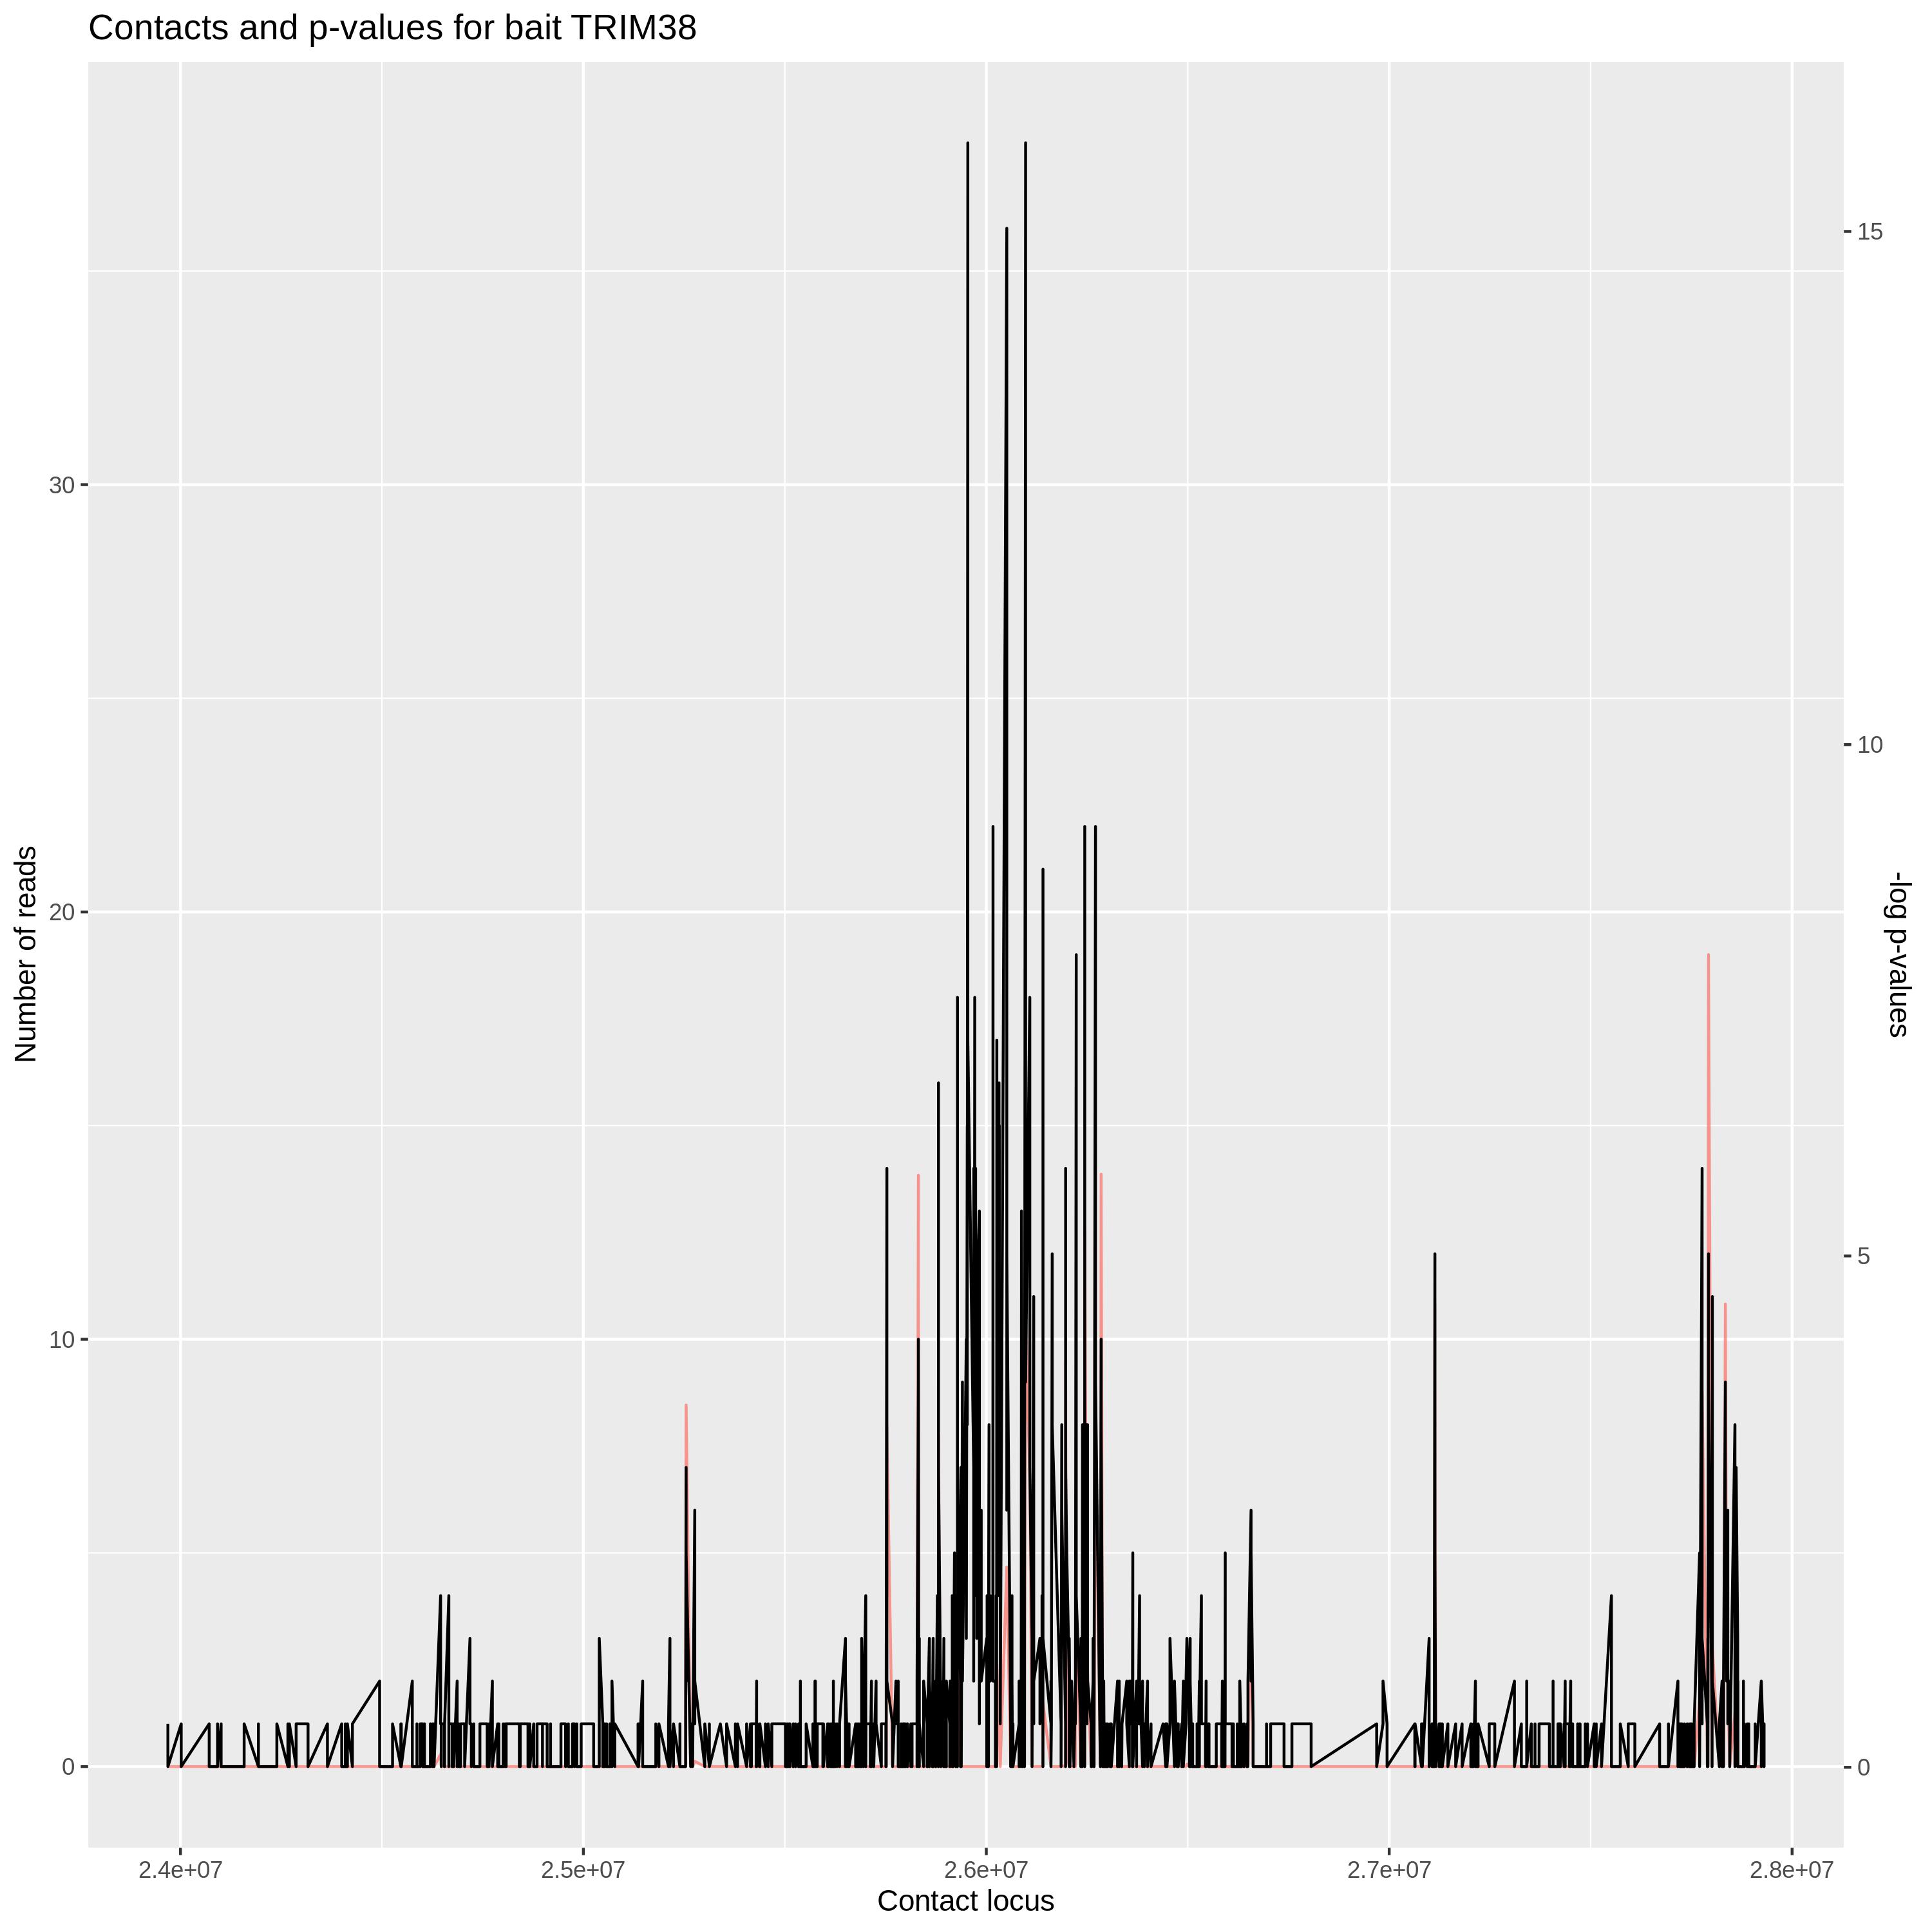 Contacts and p-values for bait TRIM38
Number of reads
30
20
10
0
15
10
5
0
-log p-values
2.4e+07
2.5e+07
2.6e+07
2.7e+07
2.8e+07
Contact locus